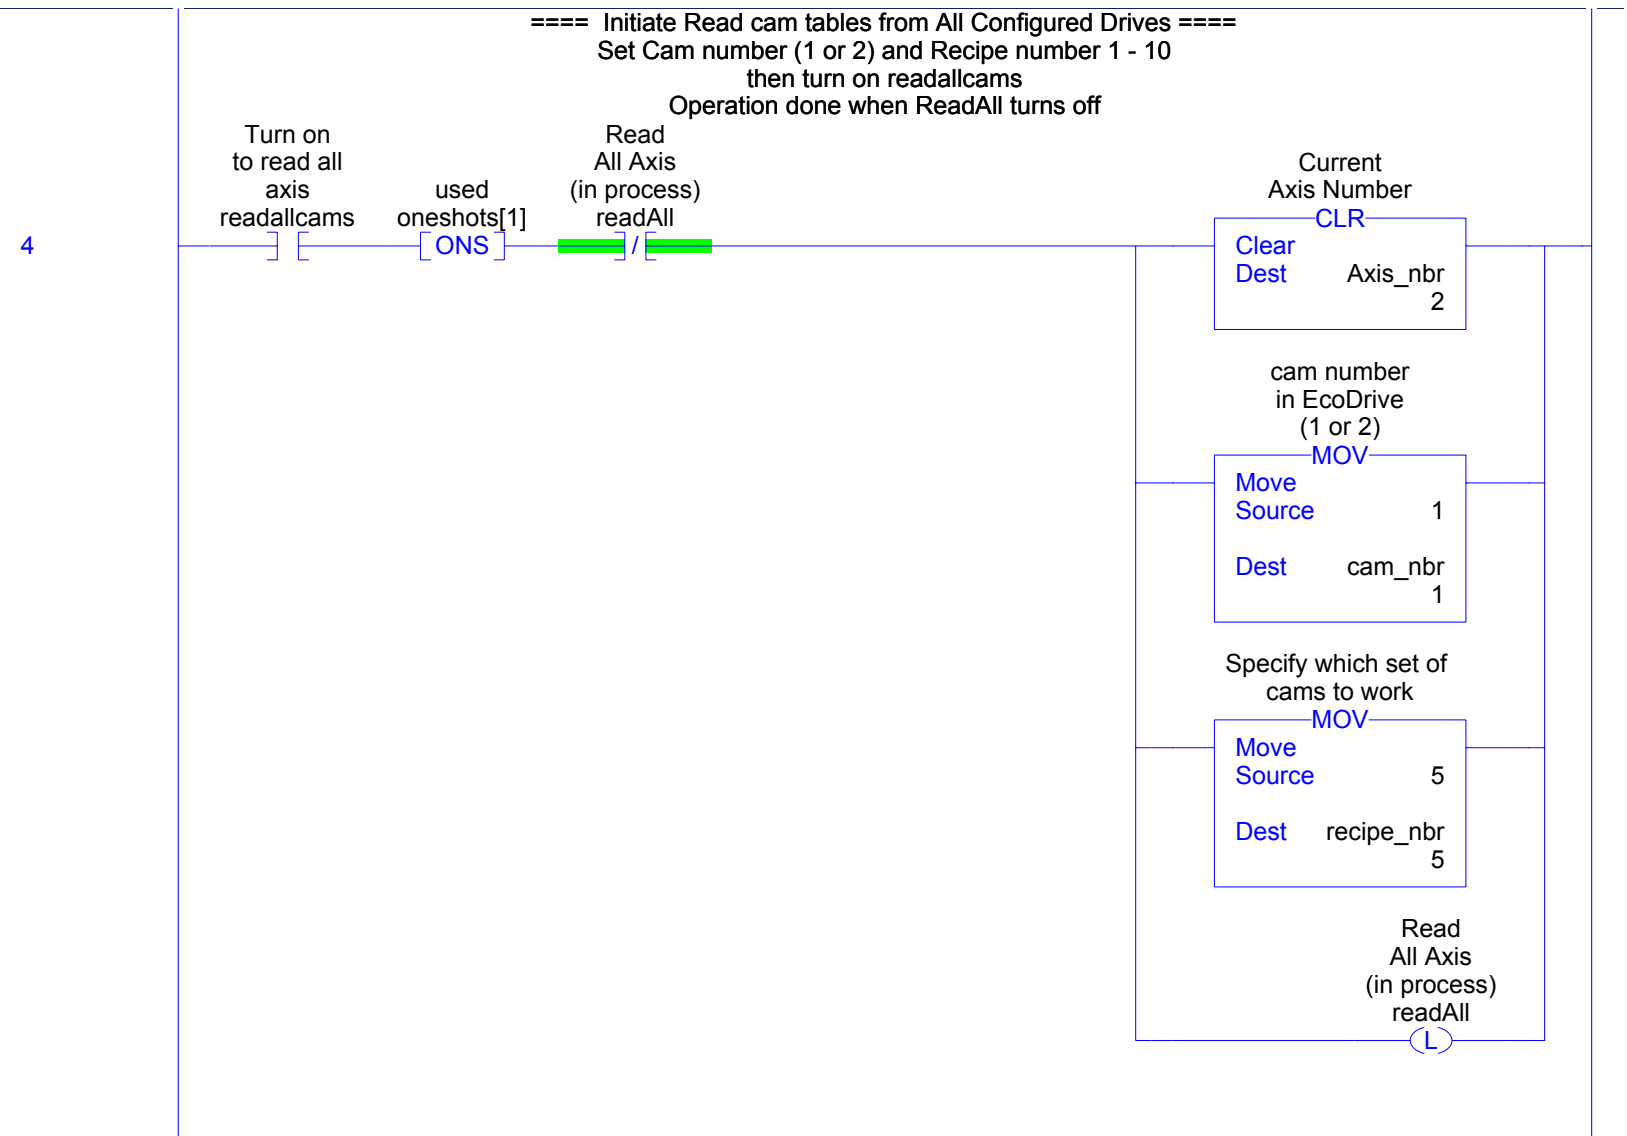 ==== Initiate Read cam tables from All Configured Drives ====
Set Cam number (1 or 2) and Recipe number 1 - 10
then turn on readallcams
Operation done when ReadAll turns off
Turn on
to read all
axis
readallcams
used
oneshots[1]
Read
All Axis
(in process)
readAll
4
ONS
/
Current
Axis Number
CLR
Clear
Dest Axis_nbr
2
cam number
in EcoDrive
(1 or 2)
MOV
Move
Source 1
Dest cam_nbr
1
Specify which set of
cams to work
MOV
Move
Source 5
Dest recipe_nbr
5
Read
All Axis
(in process)
readAll
L